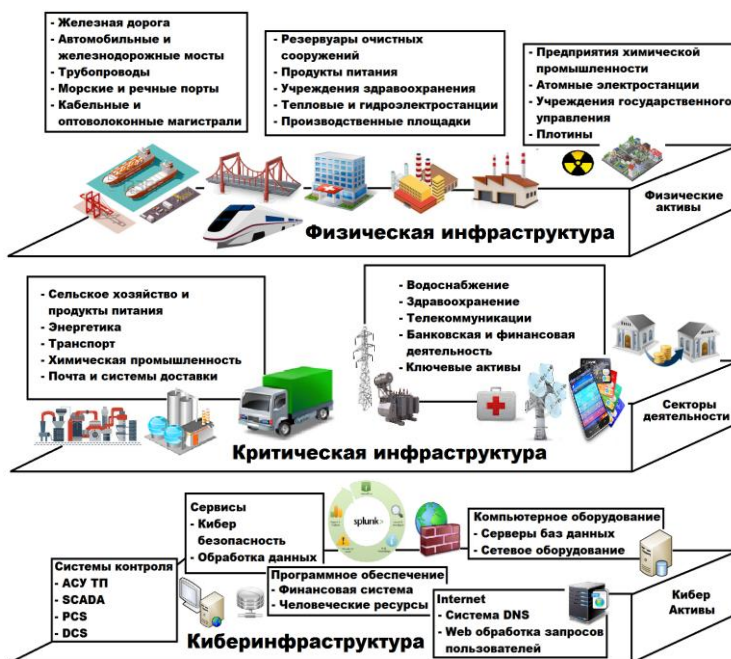 - Железная дорога
- Автомобильные и
железнодорожные мосты
- Трубопроводы
- Морские и речные порты
- Кабельные и
оптоволоконные магистрали
- Резервуары очистных
сооружений
- Продукты питания
- Учреждения здравоохранения
- Тепловые и гидроэлектростанции
- Производственные площадки
- Предприятия химической
промышленности
- Атомные электростанции
- Учреждения государственного
управления
- Плотины
Физические
активы
Физическая инфраструктура
- Сельское хозяйство и
продукты питания
- Энергетика
- Транспорт
- Химическая промышленность
- Почта и системы доставки
- Водоснабжение
- Здравоохранение
- Телекоммуникации
- Банковская и финансовая
деятельность
- Ключевые активы
Секторы
деятельности
Критическая инфраструктура
Сервисы
- Кибер
безопасность
- Обработка данных
splunk>
Компьютерное оборудование
- Серверы баз данных
- Сетевое оборудование
Системы контроля
- АСУ ТП
- SCADA
- PCS
- DCS
Программное обеспечение
- Финансовая система
- Человеческие ресурсы
Internet
- Система DNS
- Web обработка запросов
пользователей
Кибер
Активы
Киберинфраструктура